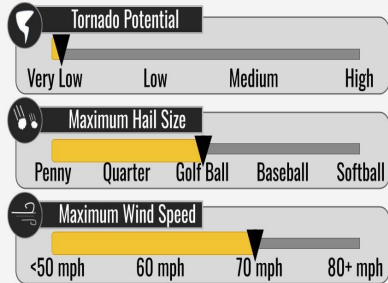 Tornado Potential
Very Low Low Medium High
Maximum Hail Size
Penny Quarter Golf Ball Baseball Softball
Maximum Wind Speed
<50 mph 60 mph 70 mph 80+ mph